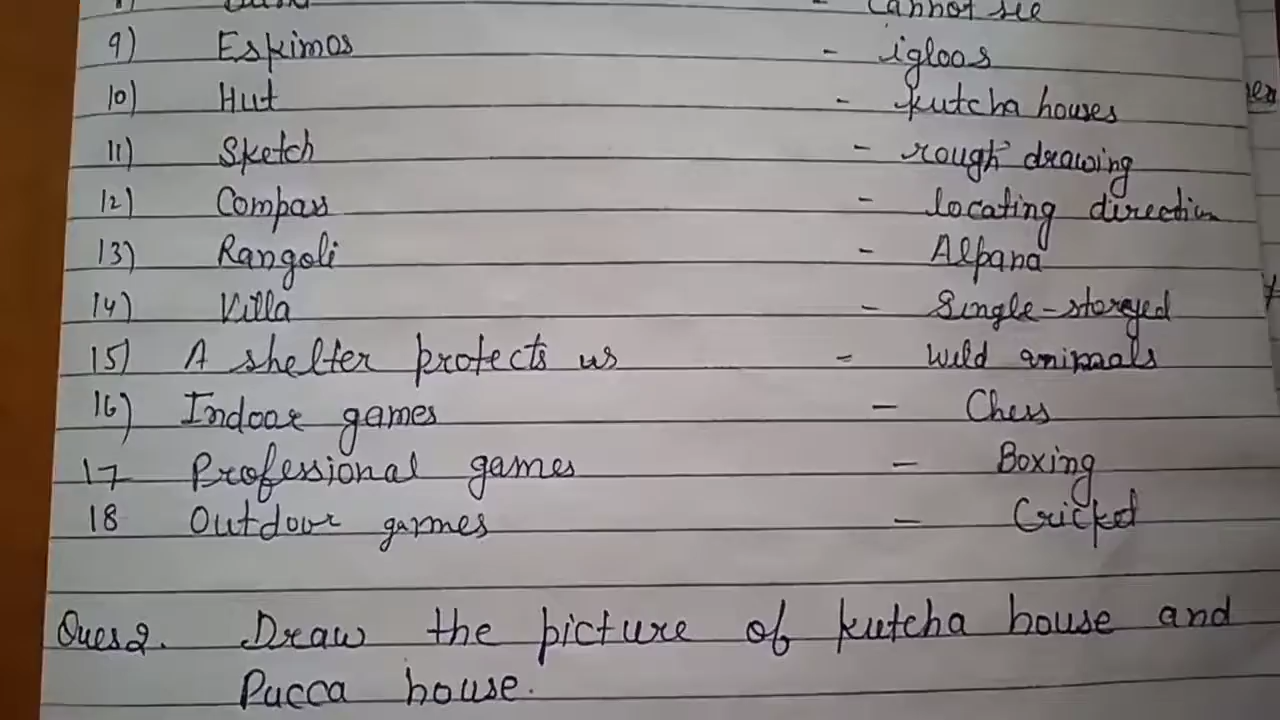 cannot see
9) Eskimos - igloos
10) Hut - kutcha houses
11) Sketch - rough drawing
12) Compass - locating direction
13) Rangoli - Alpana
14) Villa - Single-storeyed
15) A shelter protects us - wild animals
16) Indoor games - Chess
17 Professional games - Boxing
18 Outdoor games - Cricket
Ques2. Draw the picture of kutcha house and
Pucca house.